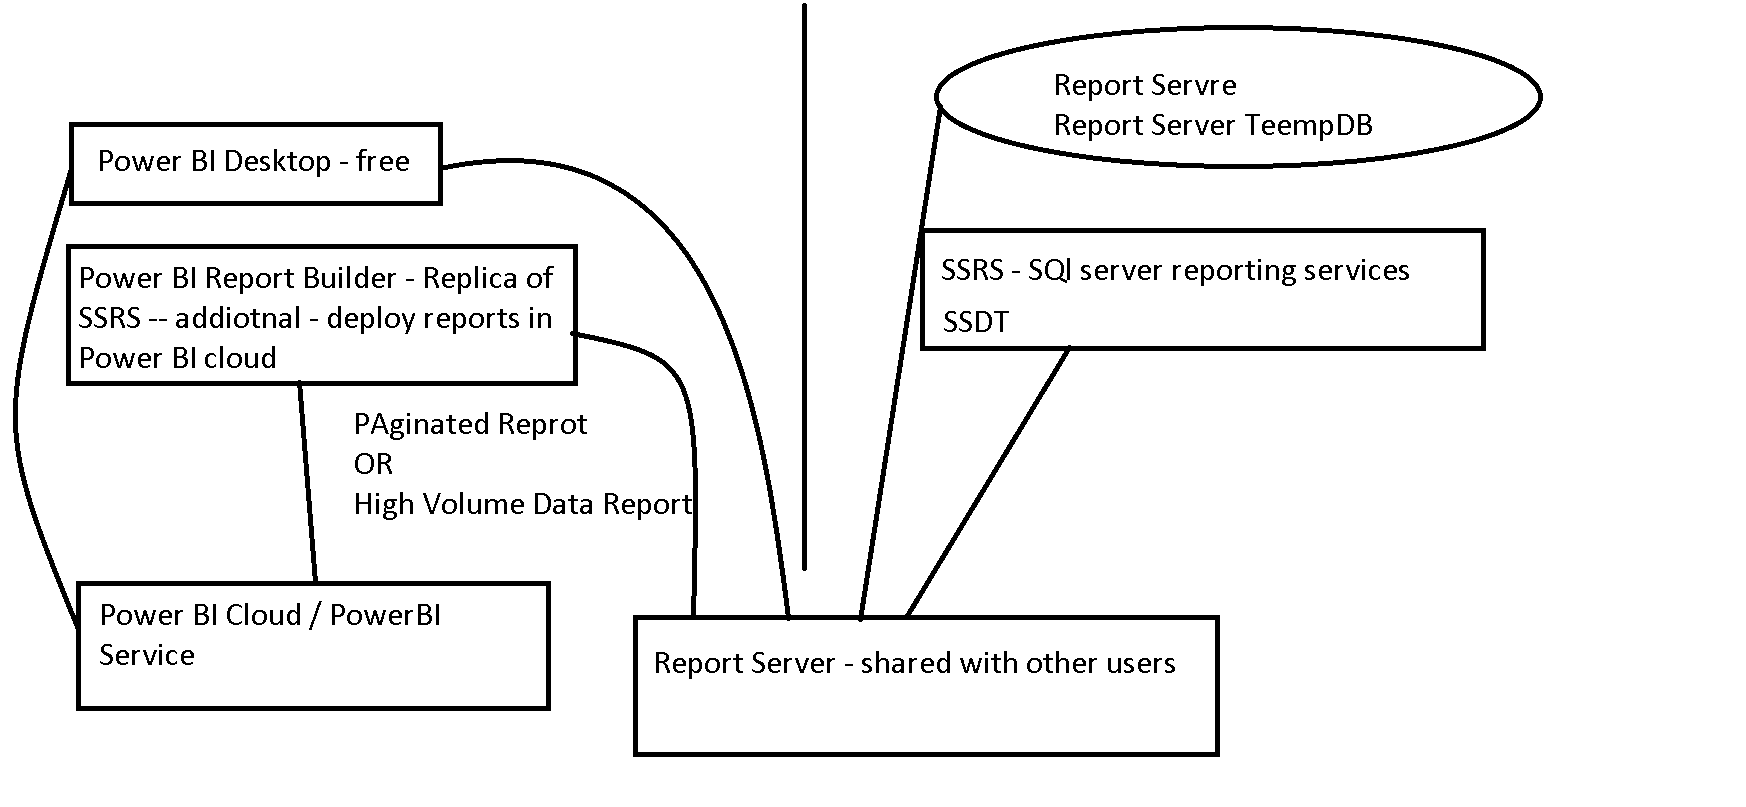 Power BI Desktop - free
Power BI Report Builder - Replica of
SSRS -- addiotnal - deploy reports in
Power BI cloud
PAginated Reprot
OR
High Volume Data Report
Power BI Cloud / PowerBI
Service
Report Servre
Report Server TeempDB
SSRS - SQl server reporting services
SSDT
Report Server - shared with other users